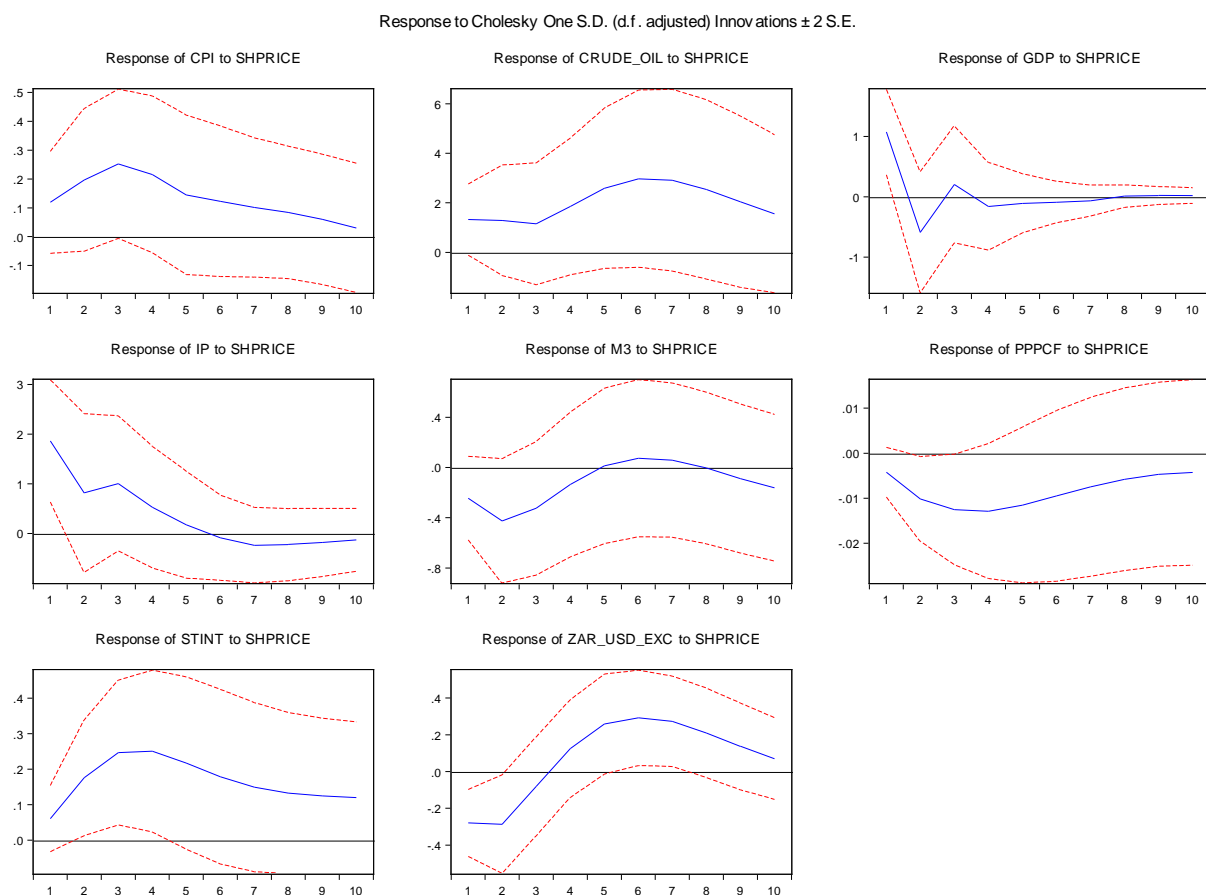 Response to Cholesky One S.D. (d.f. adjusted) Innovations ± 2 S.E.
Response of CPI to SHPRICE
.5
.4
.3
.2
.1
.0
-.1
1 2 3 4 5 6 7 8 9 10
Response of CRUDE_OIL to SHPRICE
6
4
2
0
1 2 3 4 5 6 7 8 9 10
Response of GDP to SHPRICE
1
0
-1
1 2 3 4 5 6 7 8 9 10
Response of IP to SHPRICE
3
2
1
0
1 2 3 4 5 6 7 8 9 10
Response of M3 to SHPRICE
.4
.0
-.4
-.8
1 2 3 4 5 6 7 8 9 10
Response of PPPCF to SHPRICE
.01
.00
-.01
-.02
1 2 3 4 5 6 7 8 9 10
Response of STINT to SHPRICE
.4
.3
.2
.1
.0
1 2 3 4 5 6 7 8 9 10
Response of ZAR_USD_EXC to SHPRICE
.4
.2
.0
-.2
-.4
1 2 3 4 5 6 7 8 9 10